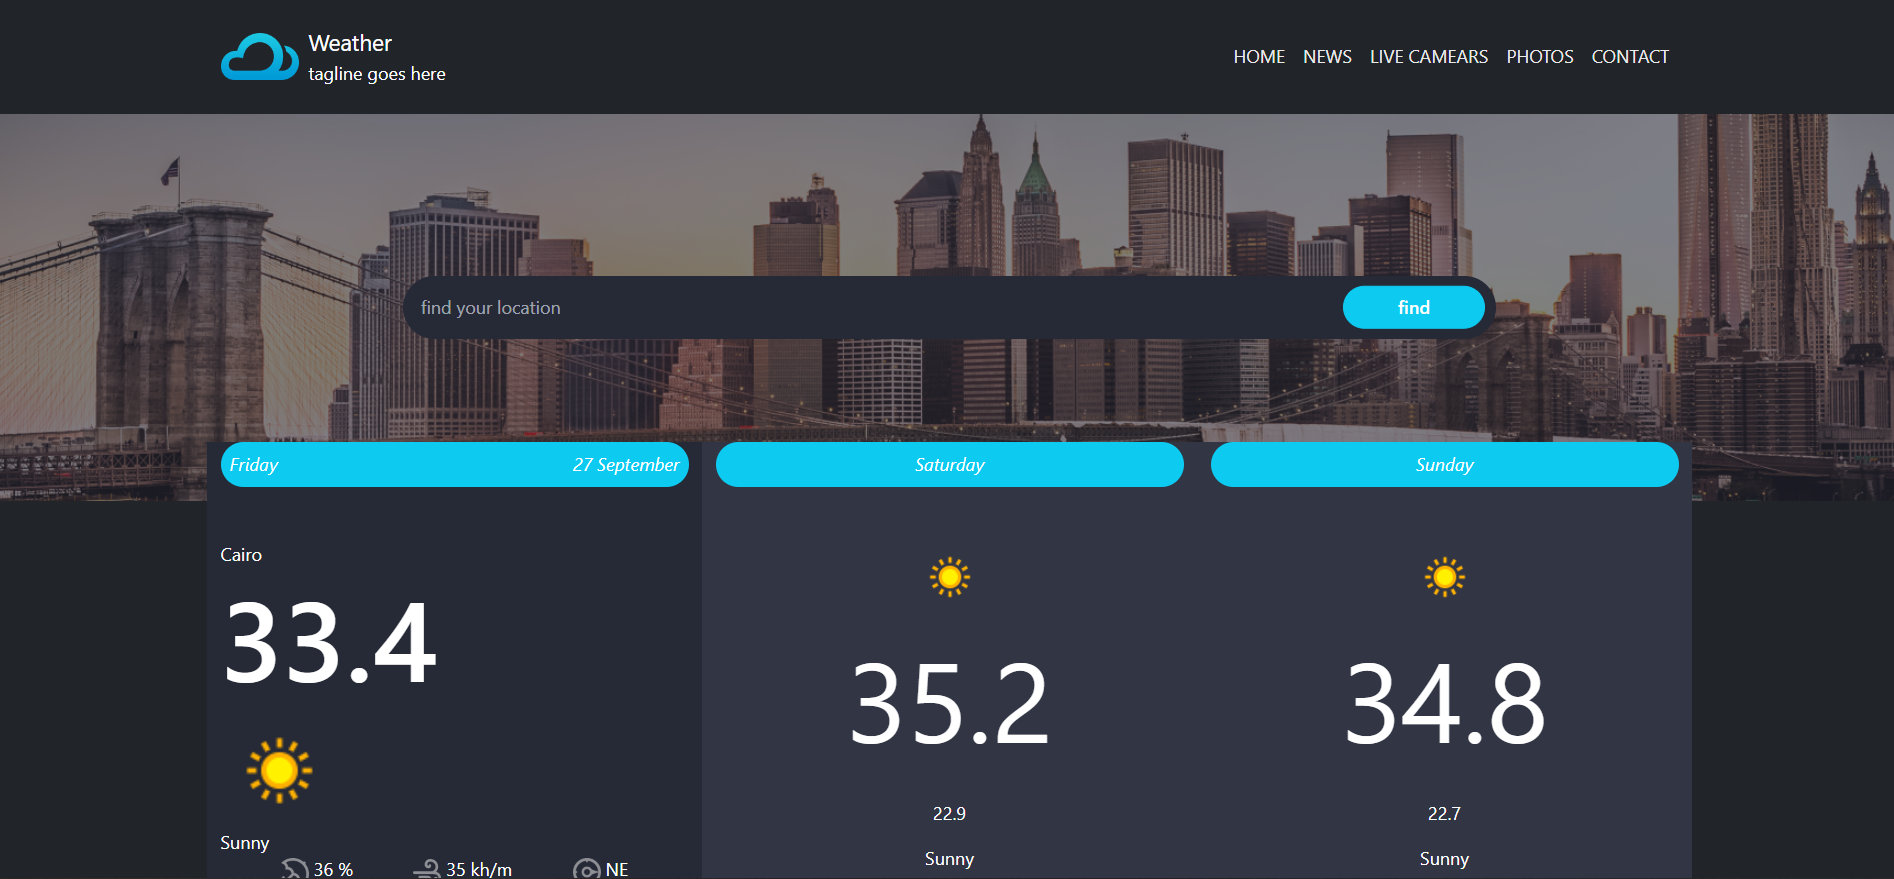 Weather
tagline goes here
HOME NEWS LIVE CAMEARS PHOTOS CONTACT
find your location
find
Friday 27 September
Cairo
33.4
Sunny
36 % 35 kh/m NE
Saturday
35.2
22.9
Sunny
Sunday
34.8
22.7
Sunny